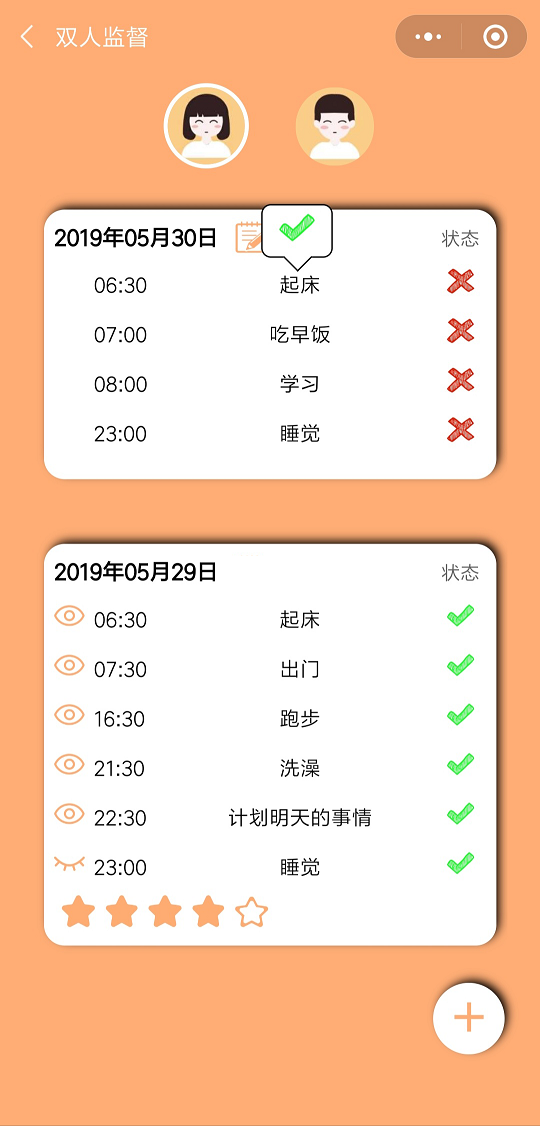 双人监督
2019年05月30日 状态
06:30 起床
07:00 吃早饭
08:00 学习
23:00 睡觉
2019年05月29日 状态
06:30 起床
07:30 出门
16:30 跑步
21:30 洗澡
22:30 计划明天的事情
23:00 睡觉